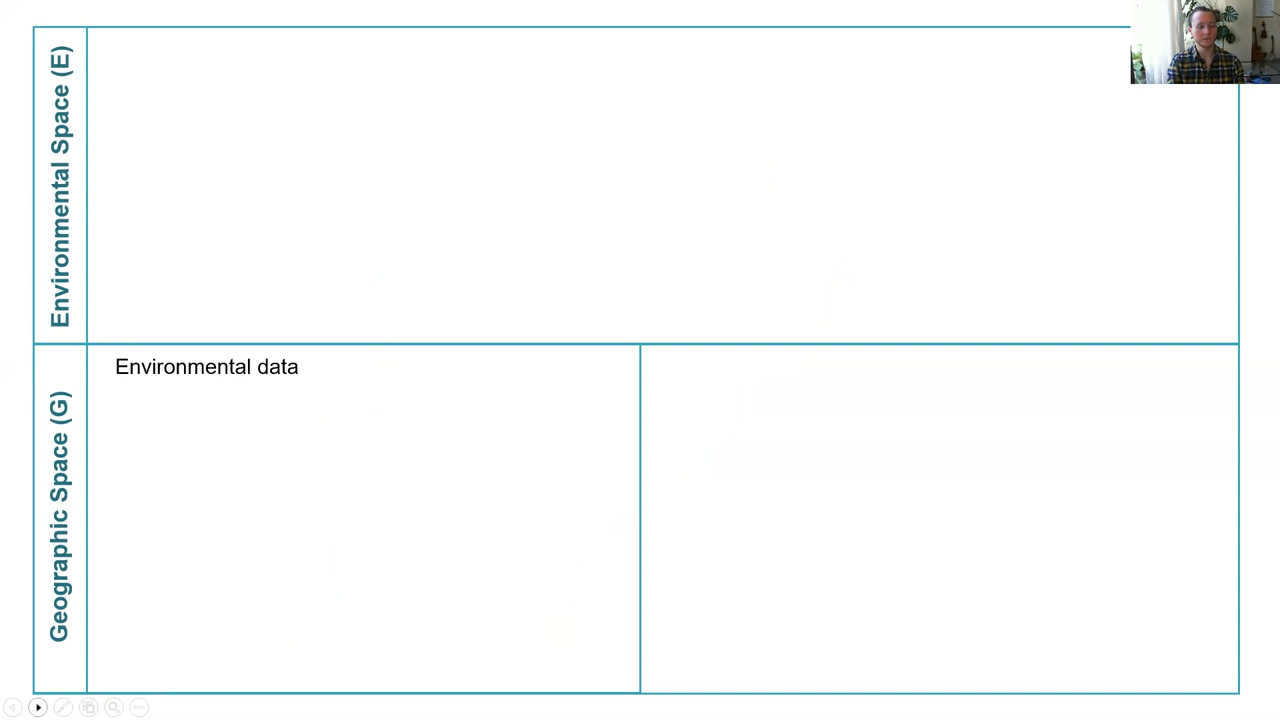 Environmental Space (E)
Environmental data
Geographic Space (G)